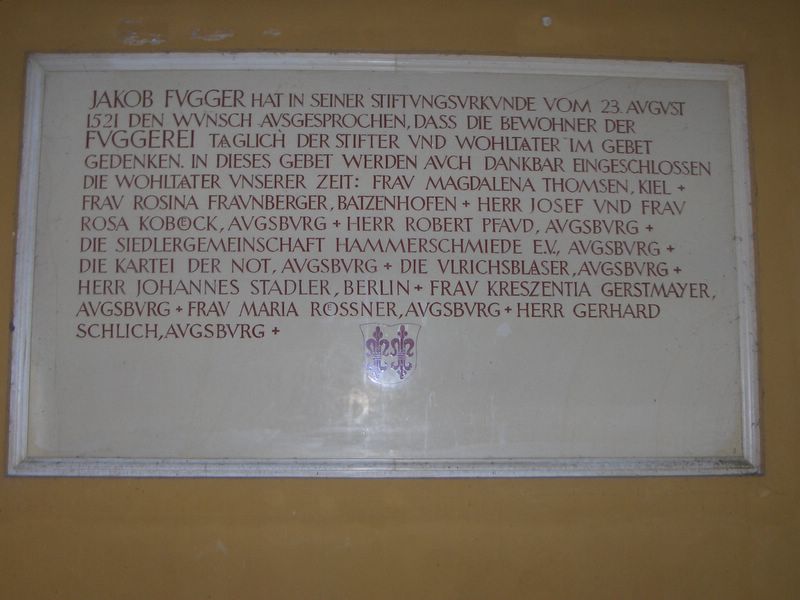 JAKOB FVGGER HAT IN SEINER STIFTVNGSVRKVNDE VOM 23. AVGVST
1521 DEN WVNSCH AVSGESPROCHEN, DASS DIE BEWOHNER DER
FVGGEREI TÄGLICH DER STIFTER VND WOHLTÄTER IM GEBET
GEDENKEN. IN DIESES GEBET WERDEN AVCH DANKBAR EINGESCHLOSSEN
DIE WOHLTÄTER VNSERER ZEIT: FRAV MAGDALENA THOMSEN, KIEL +
FRAV ROSINA FRAVNBERGER, BATZENHOFEN + HERR JOSEF VND FRAV
ROSA KOBÖCK, AVGSBVRG + HERR ROBERT PFAVD, AVGSBVRG +
DIE SIEDLERGEMEINSCHAFT HAMMERSCHMIEDE E.V., AVGSBVRG +
DIE KARTEI DER NOT, AVGSBVRG + DIE VLRICHSBLÄSER, AVGSBVRG +
HERR JOHANNES STADLER, BERLIN + FRAV KRESZENTIA GERSTMAYER,
AVGSBVRG + FRAV MARIA RÖSSNER, AVGSBVRG + HERR GERHARD
SCHLICH, AVGSBVRG +